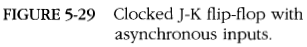 FIGURE 5-29 Clocked J-K flip-flop with
asynchronous inputs.